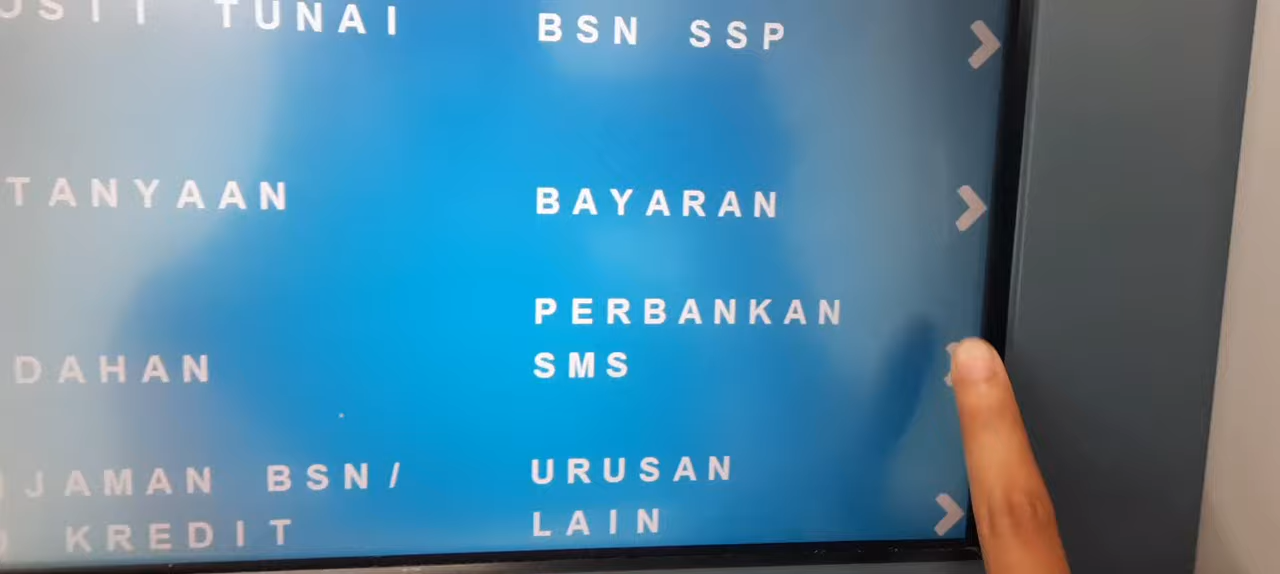 TUNAI
BSN SSP
TANYAAN
BAYARAN
PERBANKAN
DAHAN
SMS
JAMAN BSN/
KREDIT
URUSAN
LAIN